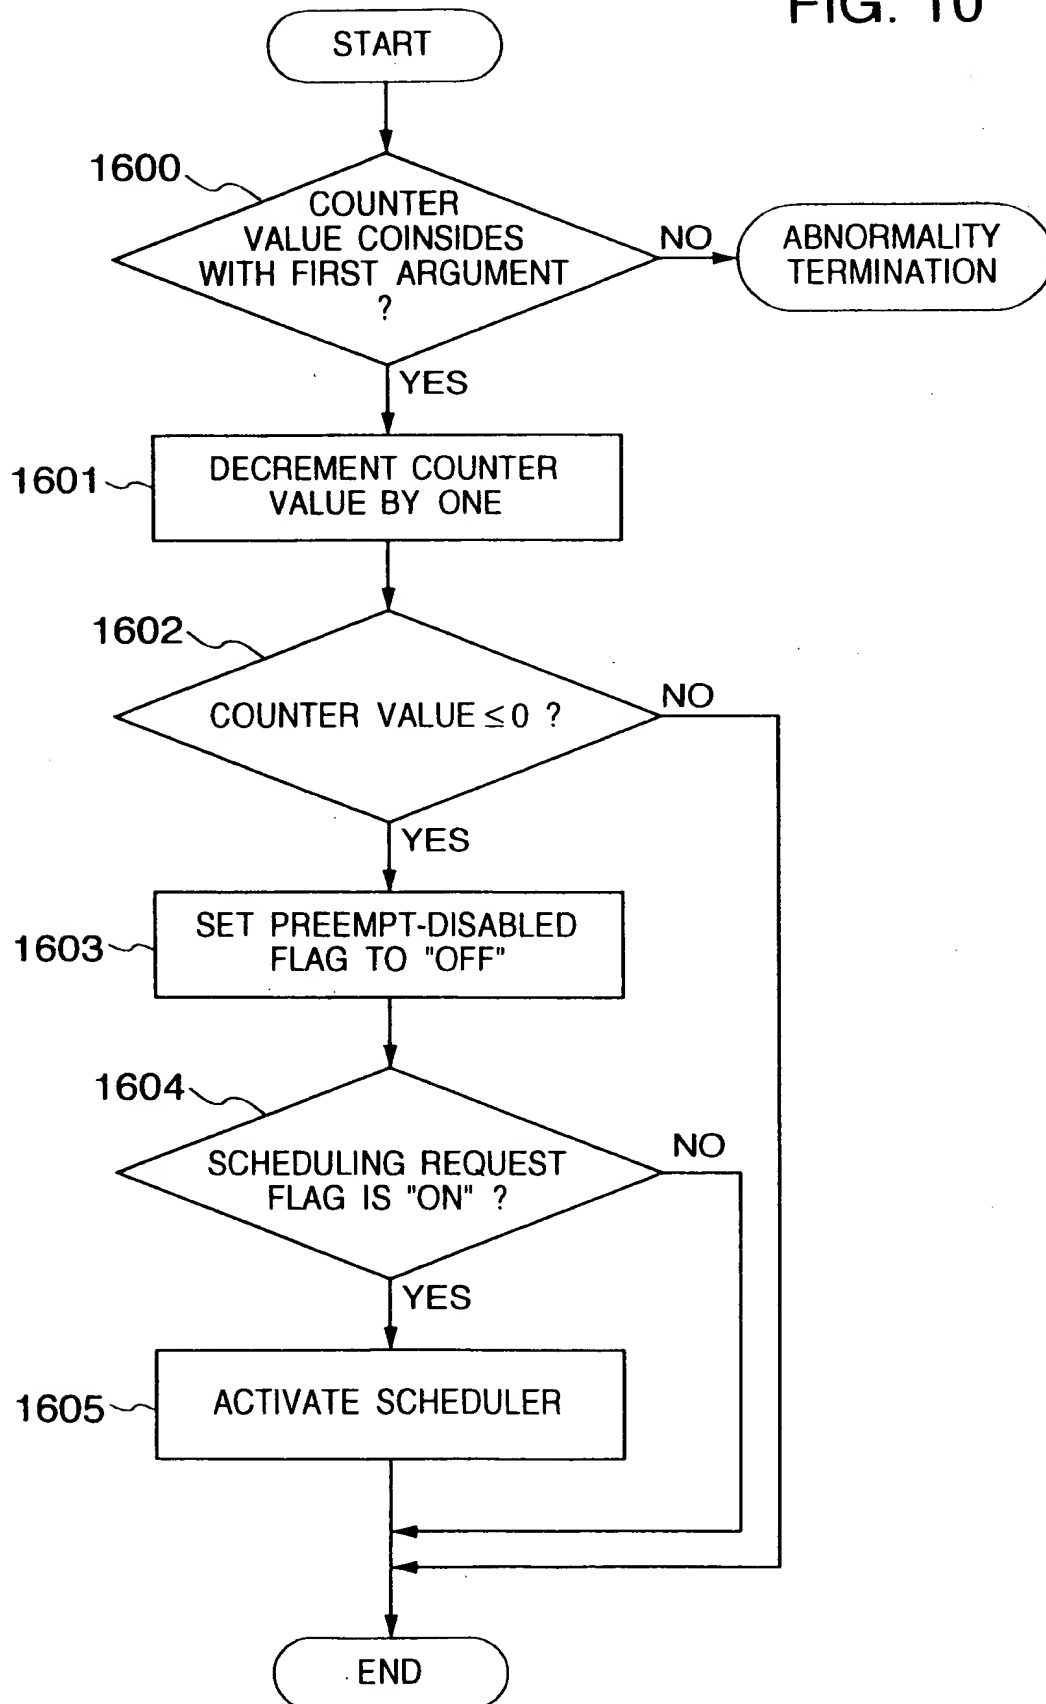 FIG. 10
START
1600
COUNTER
VALUE COINSIDES
WITH FIRST ARGUMENT
?
NO
ABNORMALITY
TERMINATION
YES
1601
DECREMENT COUNTER
VALUE BY ONE
1602
COUNTER VALUE ≤ 0 ?
NO
YES
1603
SET PREEMPT-DISABLED
FLAG TO "OFF"
1604
SCHEDULING REQUEST
FLAG IS "ON" ?
NO
YES
1605
ACTIVATE SCHEDULER
END